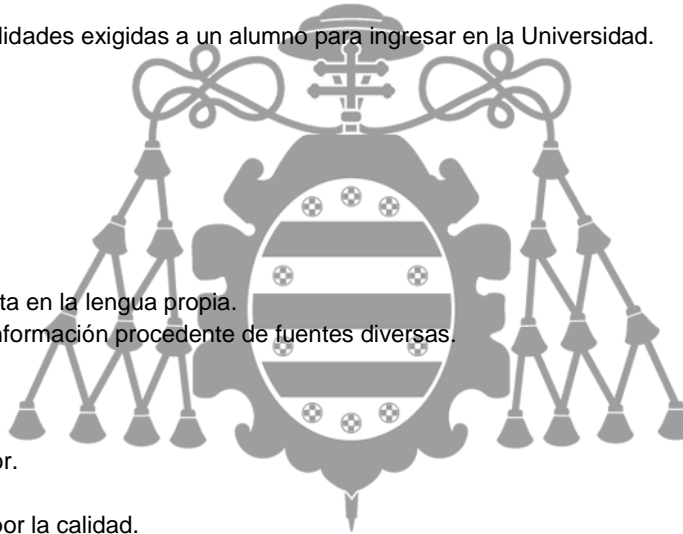 lidades exigidas a un alumno para ingresar en la Universidad.
ta en la lengua propia.
nformación procedente de fuentes diversas.
or.
por la calidad.